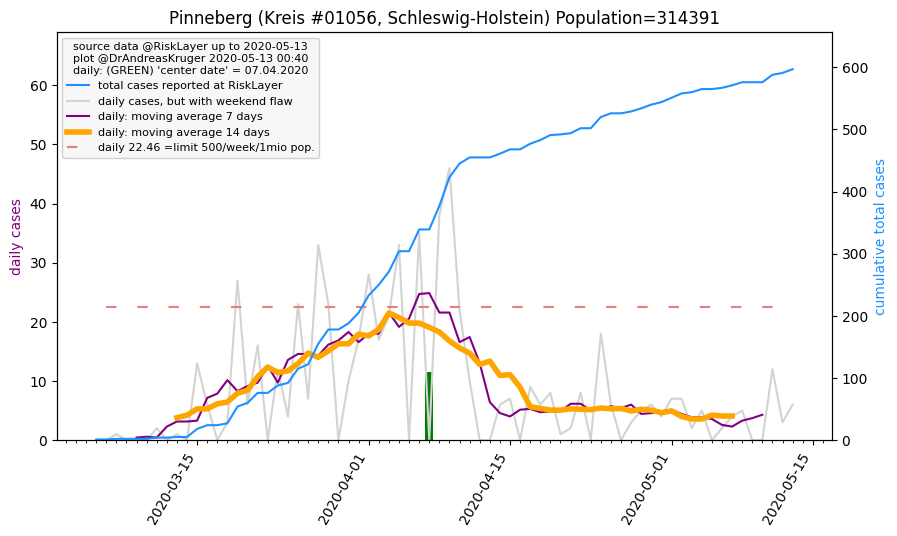 Pinneberg (Kreis #01056, Schleswig-Holstein) Population=314391
source data @RiskLayer up to 2020-05-13
plot @DrAndreasKruger 2020-05-13 00:40
daily: (GREEN) 'center date' = 07.04.2020
total cases reported at RiskLayer
daily cases, but with weekend flaw
daily: moving average 7 days
daily: moving average 14 days
daily 22.46 =limit 500/week/1mio pop.
daily cases
60
50
40
30
20
10
0
600
500
400
300
200
100
0
cumulative total cases
2020-03-15
2020-04-01
2020-04-15
2020-05-01
2020-05-15